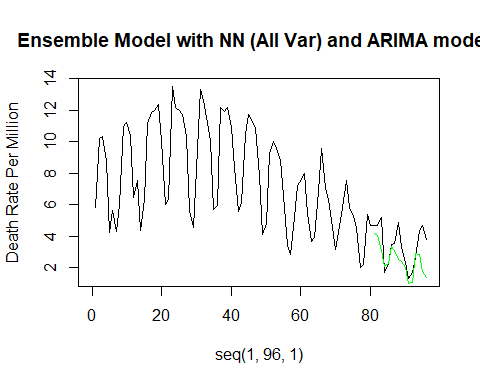 Ensemble Model with NN (All Var) and ARIMA mode
Death Rate Per Million
14
12
10
8
6
4
2
0 20 40 60 80
seq(1, 96, 1)